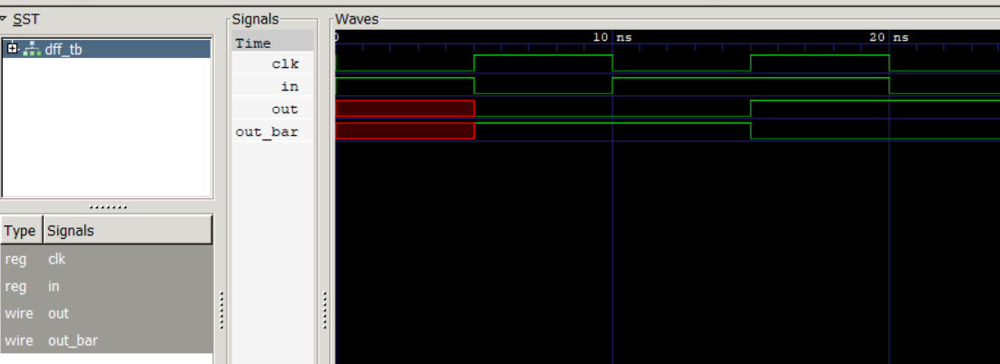 SST
dff_tb
Type Signals
reg clk
reg in
wire out
wire out_bar
Signals
Time
clk
in
out
out_bar
Waves
0 10 ns 20 ns